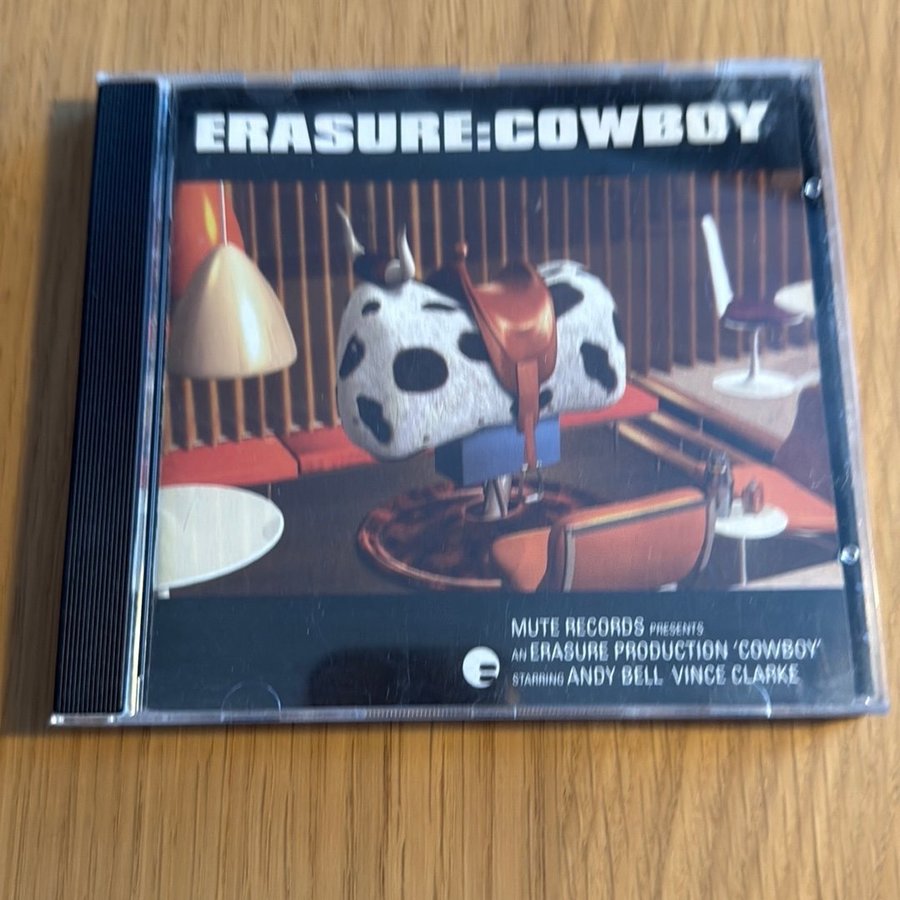 ERASURE:COWBOY
MUTE RECORDS PRESENTS
AN ERASURE PRODUCTION 'COWBOY'
STARRING ANDY BELL VINCE CLARKE